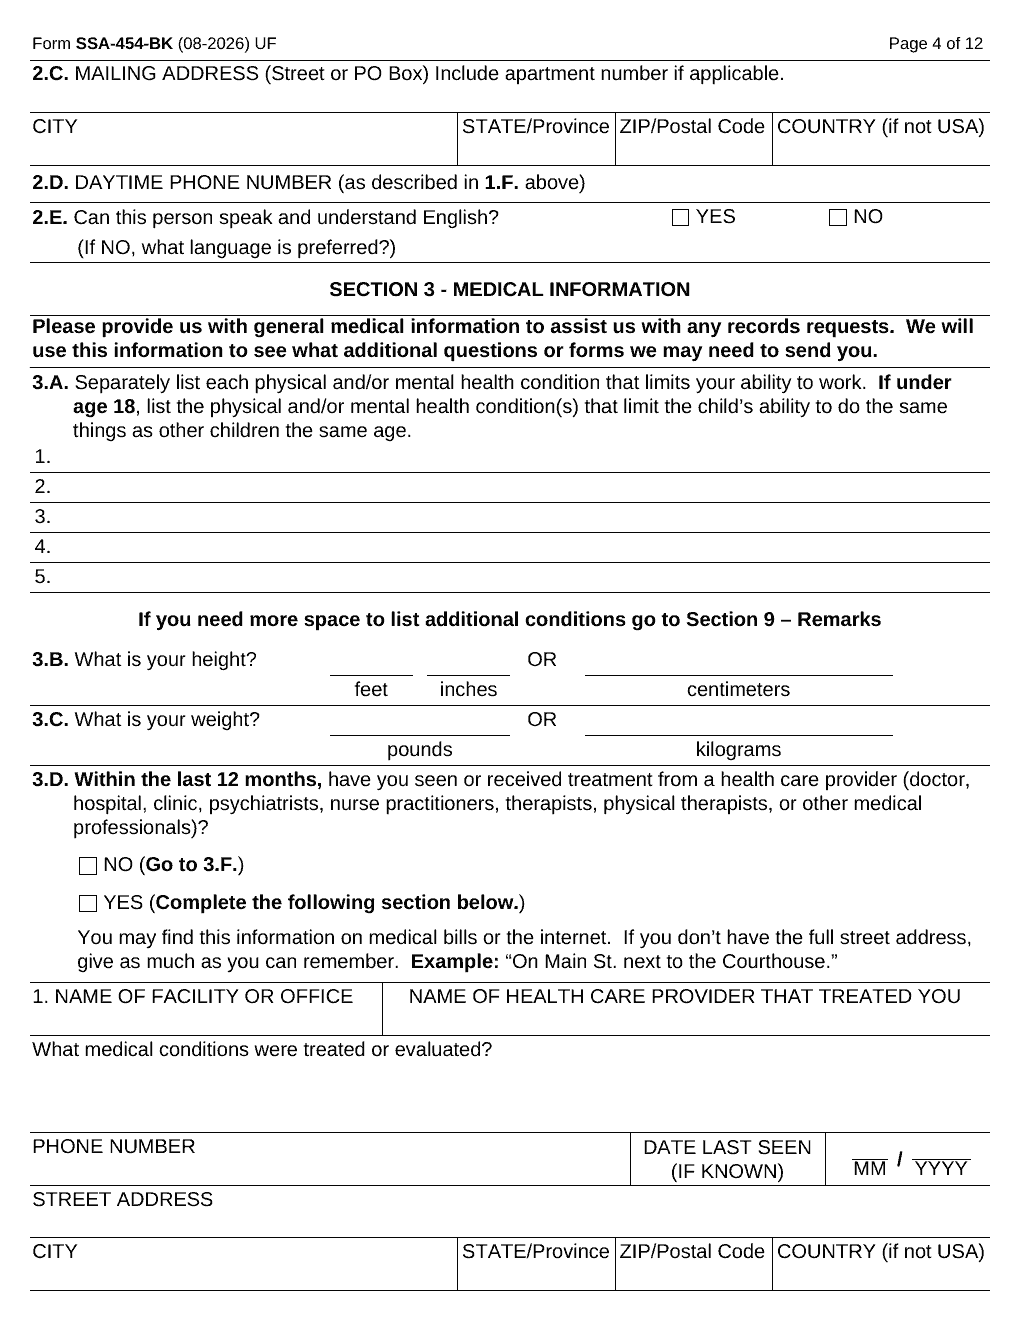 Form SSA-454-BK (08-2026) UF Page 4 of 12
2.C. MAILING ADDRESS (Street or PO Box) Include apartment number if applicable.
CITY STATE/Province ZIP/Postal Code COUNTRY (if not USA)
2.D. DAYTIME PHONE NUMBER (as described in 1.F. above)
2.E. Can this person speak and understand English? YES NO
(If NO, what language is preferred?)
SECTION 3 - MEDICAL INFORMATION
Please provide us with general medical information to assist us with any records requests. We will
use this information to see what additional questions or forms we may need to send you.
3.A. Separately list each physical and/or mental health condition that limits your ability to work. If under
age 18, list the physical and/or mental health condition(s) that limit the child’s ability to do the same
things as other children the same age.
1.
2.
3.
4.
5.
If you need more space to list additional conditions go to Section 9 – Remarks
3.B. What is your height? OR
feet inches centimeters
3.C. What is your weight? OR
pounds kilograms
3.D. Within the last 12 months, have you seen or received treatment from a health care provider (doctor,
hospital, clinic, psychiatrists, nurse practitioners, therapists, physical therapists, or other medical
professionals)?
NO (Go to 3.F.)
YES (Complete the following section below.)
You may find this information on medical bills or the internet. If you don’t have the full street address,
give as much as you can remember. Example: “On Main St. next to the Courthouse.”
1. NAME OF FACILITY OR OFFICE NAME OF HEALTH CARE PROVIDER THAT TREATED YOU
What medical conditions were treated or evaluated?
PHONE NUMBER DATE LAST SEEN
(IF KNOWN) MM / YYYY
STREET ADDRESS
CITY STATE/Province ZIP/Postal Code COUNTRY (if not USA)